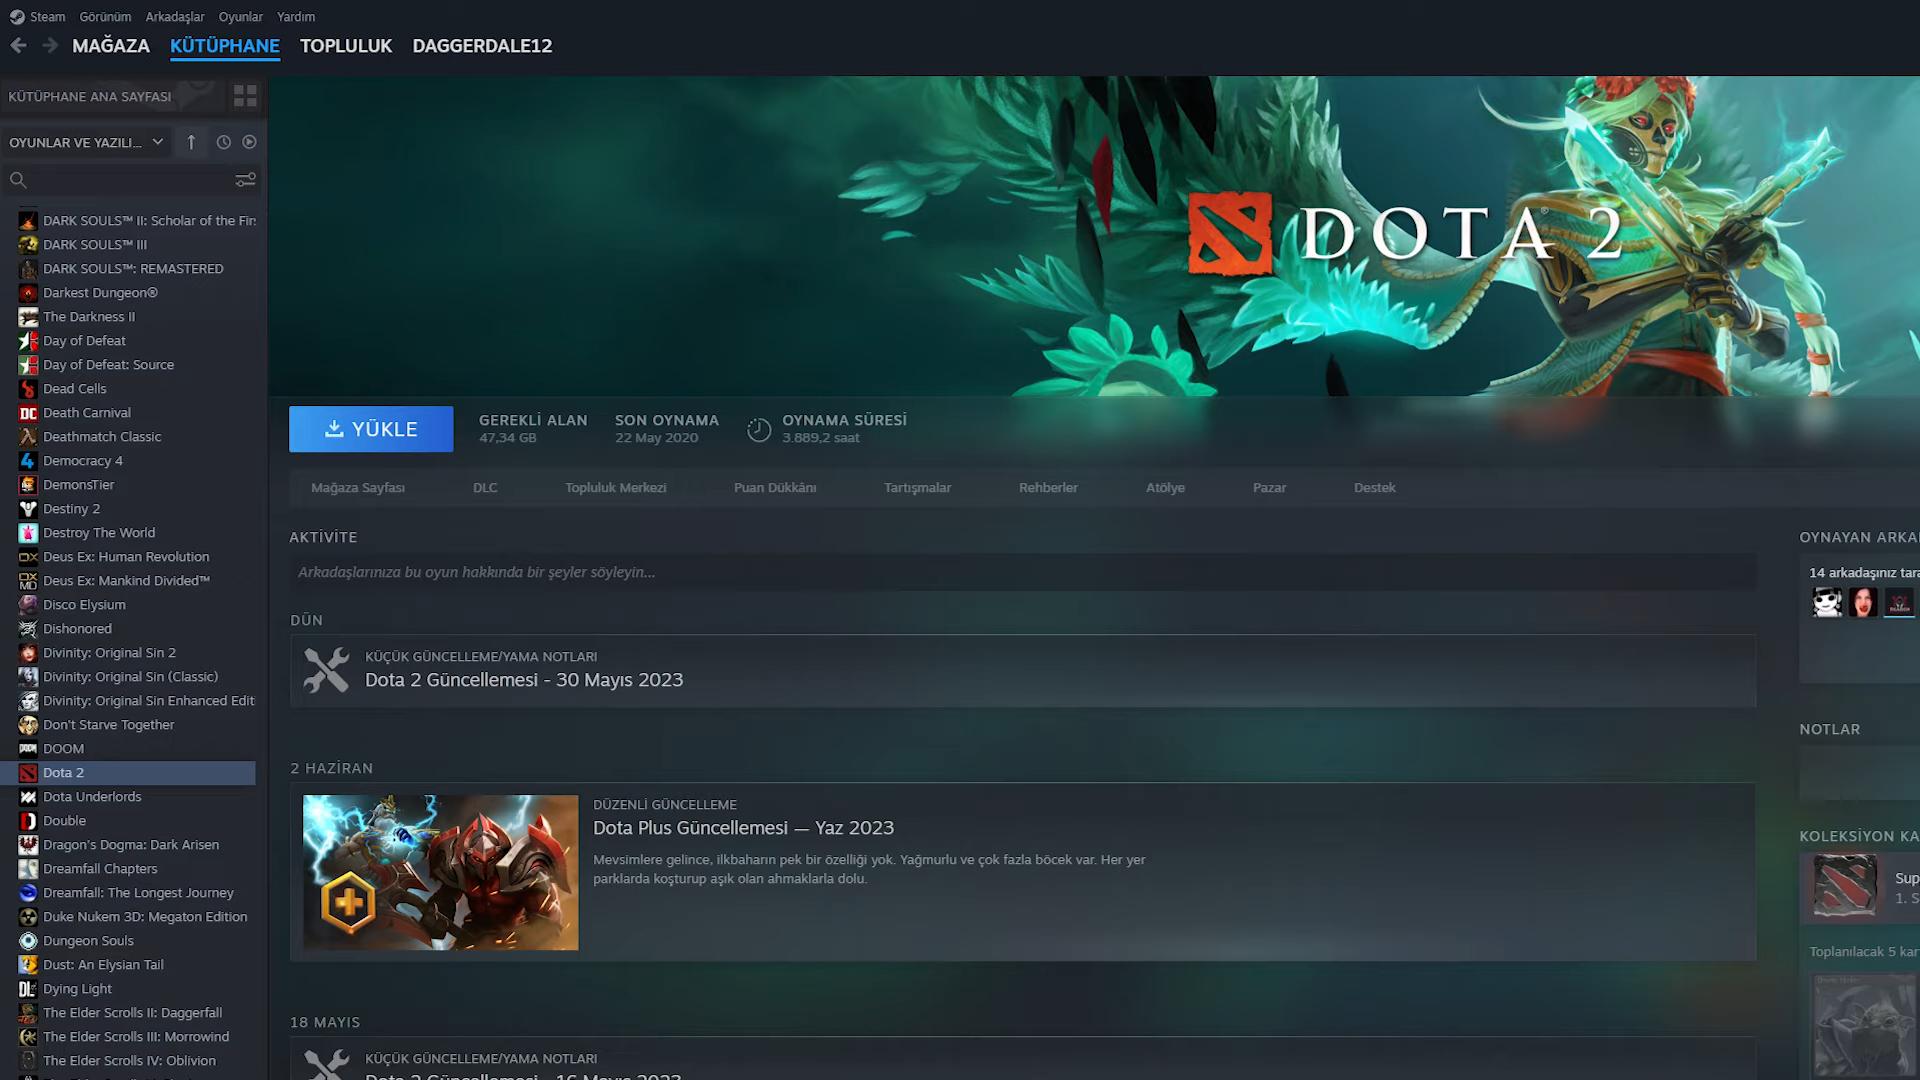 Steam Görünüm Arkadaşlar Oyunlar Yardım
MAĞAZA KÜTÜPHANE TOPLULUK DAGGERDALE12
KÜTÜPHANE ANA SAYFASI
OYUNLAR VE YAZILI...
DARK SOULS™ II: Scholar of the Firs
DARK SOULS™ III
DARK SOULS™: REMASTERED
Darkest Dungeon®
The Darkness II
Day of Defeat
Day of Defeat: Source
Dead Cells
Death Carnival
Deathmatch Classic
Democracy 4
DemonsTier
Destiny 2
Destroy The World
Deus Ex: Human Revolution
Deus Ex: Mankind Divided™
Disco Elysium
Dishonored
Divinity: Original Sin 2
Divinity: Original Sin (Classic)
Divinity: Original Sin Enhanced Edit
Don't Starve Together
DOOM
Dota 2
Dota Underlords
Double
Dragon's Dogma: Dark Arisen
Dreamfall Chapters
Dreamfall: The Longest Journey
Duke Nukem 3D: Megaton Edition
Dungeon Souls
Dust: An Elysian Tail
Dying Light
The Elder Scrolls II: Daggerfall
The Elder Scrolls III: Morrowind
The Elder Scrolls IV: Oblivion
DOTA 2
YÜKLE
GEREKLİ ALAN
47,34 GB
SON OYNAMA
22 May 2020
OYNAMA SÜRESİ
3.889,2 saat
Mağaza Sayfası DLC Topluluk Merkezi Puan Dükkânı Tartışmalar Rehberler Atölye Pazar Destek
AKTİVİTE
Arkadaşlarınıza bu oyun hakkında bir şeyler söyleyin...
DÜN
KÜÇÜK GÜNCELLEME/YAMA NOTLARI
Dota 2 Güncellemesi - 30 Mayıs 2023
2 HAZİRAN
DÜZENLİ GÜNCELLEME
Dota Plus Güncellemesi — Yaz 2023
Mevsimlere gelince, ilkbaharın pek bir özelliği yok. Yağmurlu ve çok fazla böcek var. Her yer
parklarda koşturup aşık olan ahmaklarla dolu.
18 MAYIS
KÜÇÜK GÜNCELLEME/YAMA NOTLARI
Dota 2 Güncellemesi - 16 Mayıs 2023
OYNAYAN ARKA
14 arkadaşınız tara
NOTLAR
KOLEKSİYON KA
Sup
1. S
Toplanılacak 5 kar